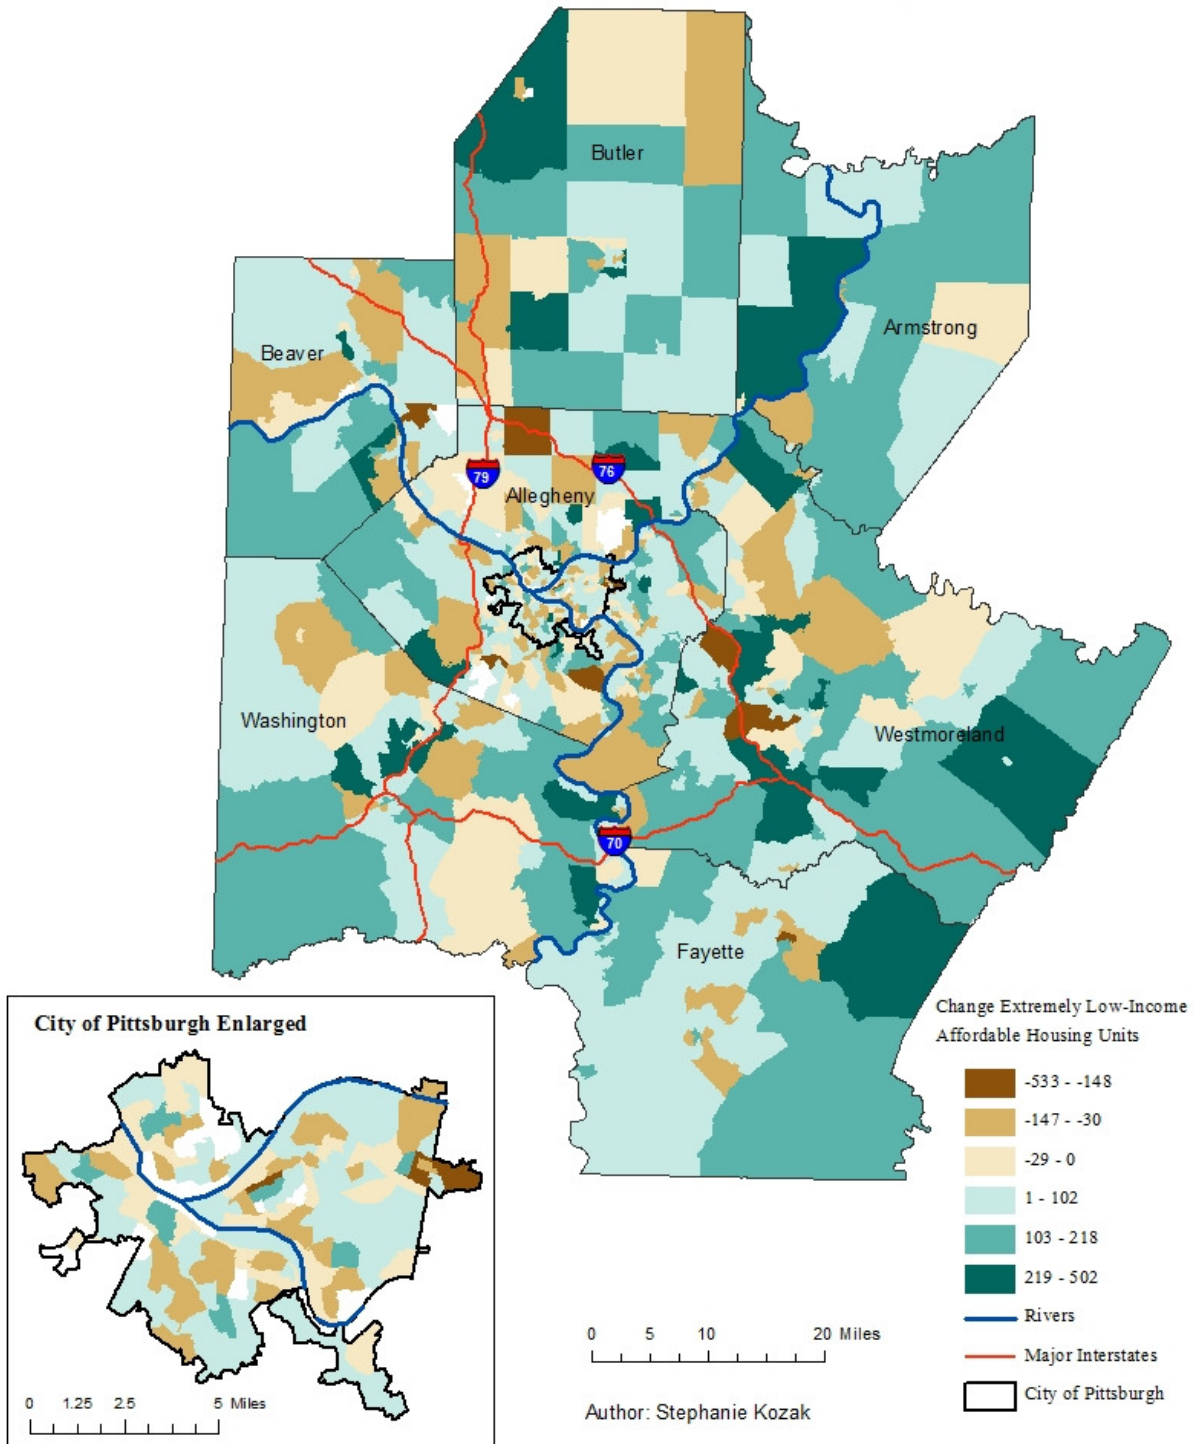 Butler
Armstrong
Beaver
79
76
Allegheny
Washington
Westmoreland
70
Fayette
City of Pittsburgh Enlarged
0 1.25 2.5 5 Miles
Change Extremely Low-Income
Affordable Housing Units
-533 - -148
-147 - -30
-29 - 0
1 - 102
103 - 218
219 - 502
Rivers
Major Interstates
City of Pittsburgh
0 5 10 20 Miles
Author: Stephanie Kozak